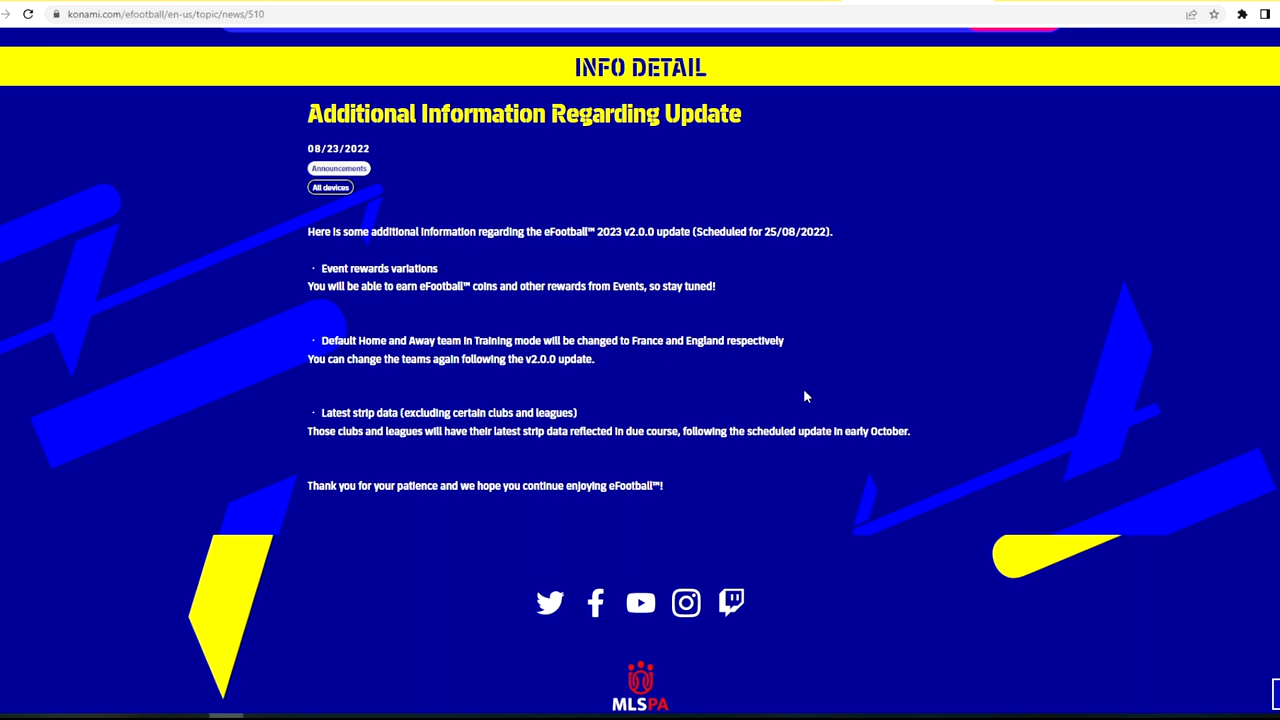 konami.com/efootball/en-us/topic/news/510
INFO DETAIL
Additional Information Regarding Update
08/23/2022
Announcements
All devices
Here is some additional information regarding the eFootball™ 2023 v2.0.0 update (Scheduled for 25/08/2022).
・ Event rewards variations
You will be able to earn eFootball™ coins and other rewards from Events, so stay tuned!
・ Default Home and Away team in Training mode will be changed to France and England respectively
You can change the teams again following the v2.0.0 update.
・ Latest strip data (excluding certain clubs and leagues)
Those clubs and leagues will have their latest strip data reflected in due course, following the scheduled update in early October.
Thank you for your patience and we hope you continue enjoying eFootball™!
MLSPA